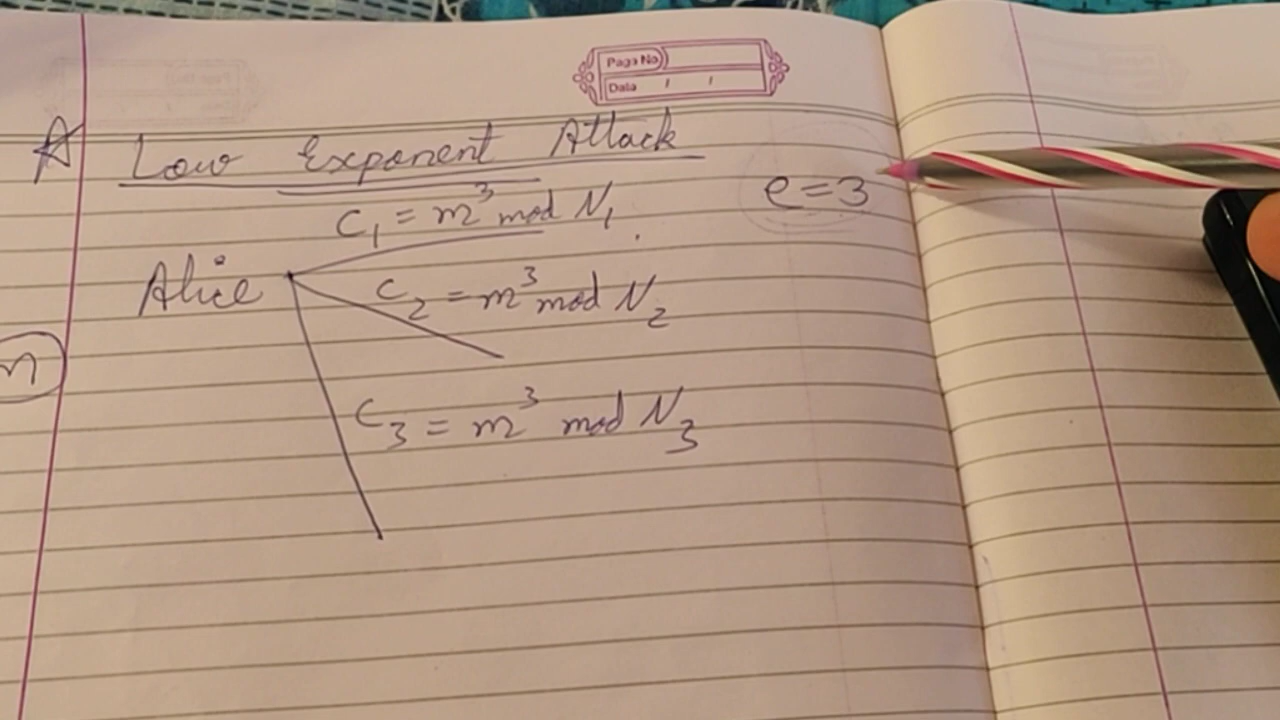 Page No.
Date / /
Low Exponent Attack
e=3
C₁ = m³ mod N₁
Alice
C₂ = m³ mod N₂
m
C₃ = m³ mod N₃